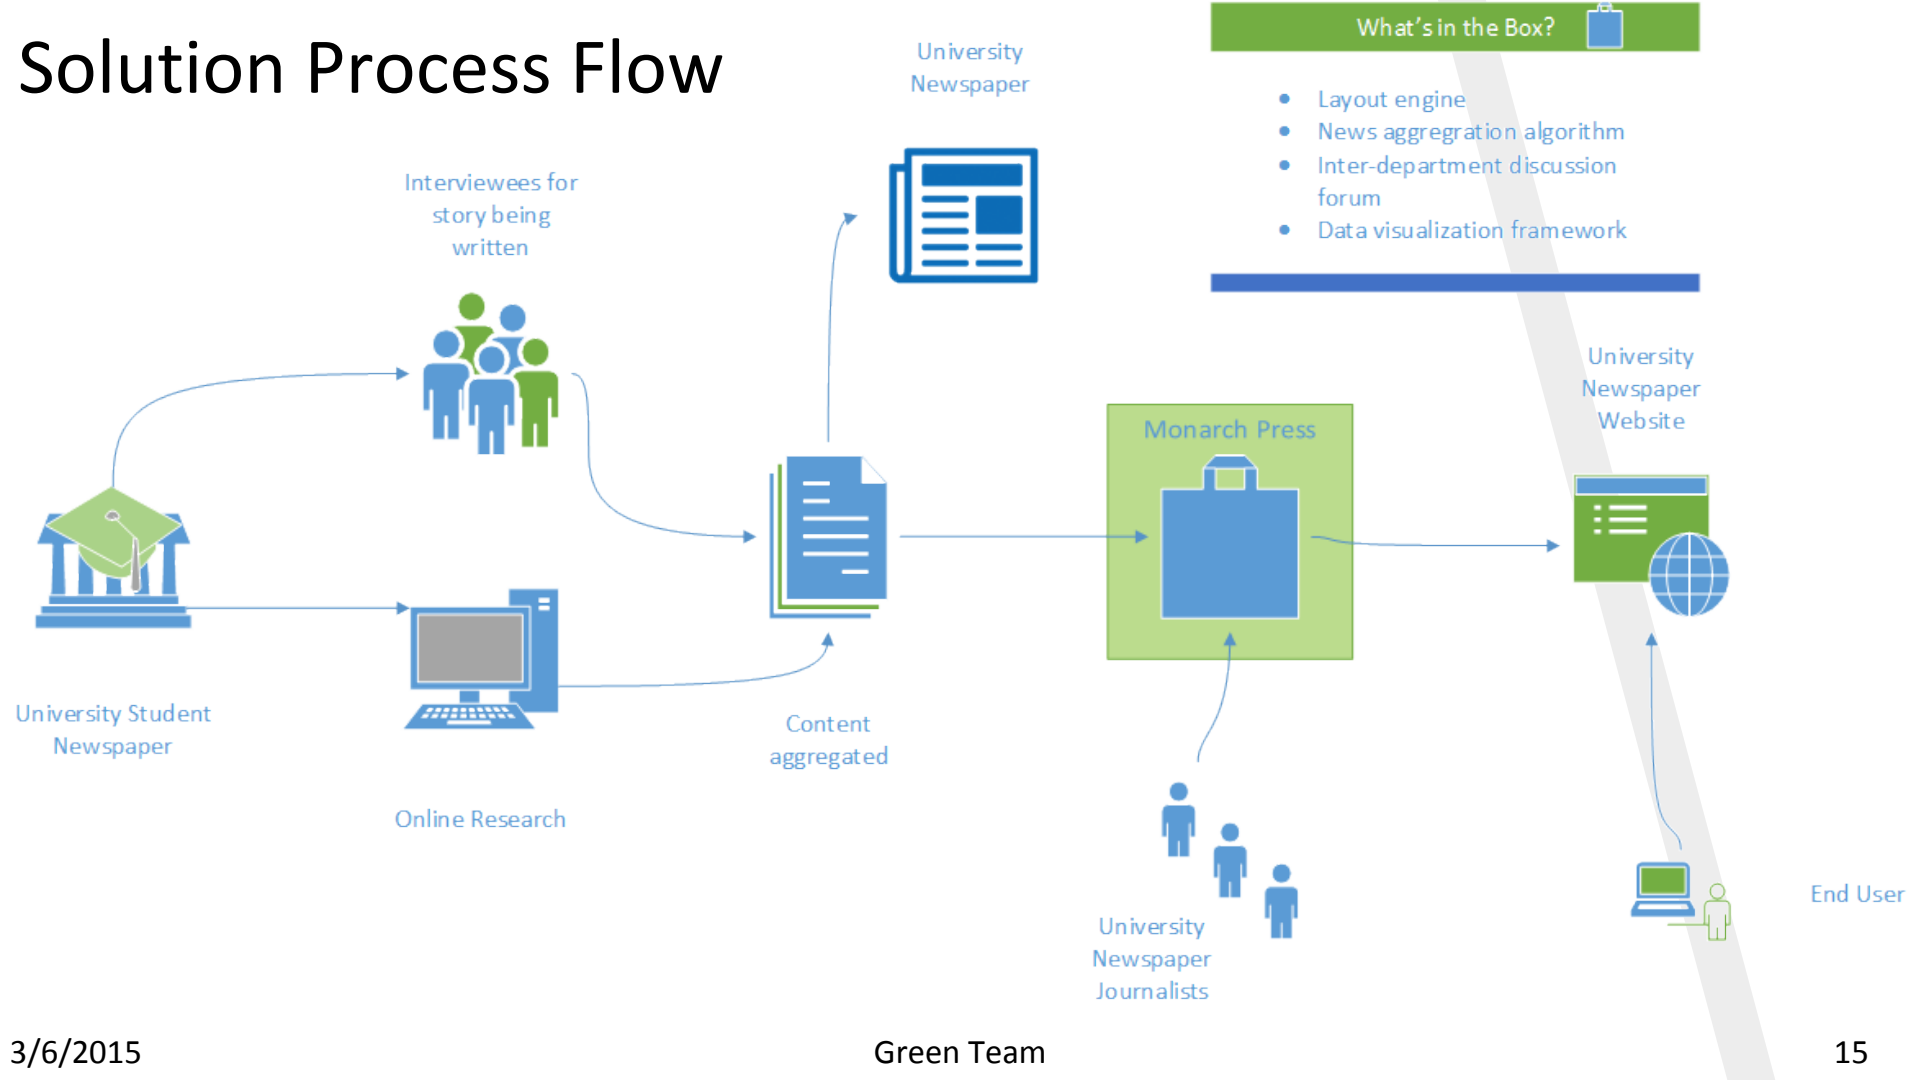 Solution Process Flow
University
Newspaper
What's in the Box?
Layout engine
News aggregration algorithm
Inter-department discussion
forum
Data visualization framework
Interviewees for
story being
written
University
Newspaper
Website
Monarch Press
University Student
Newspaper
Content
aggregated
Online Research
End User
University
Newspaper
Journalists
3/6/2015
Green Team
15